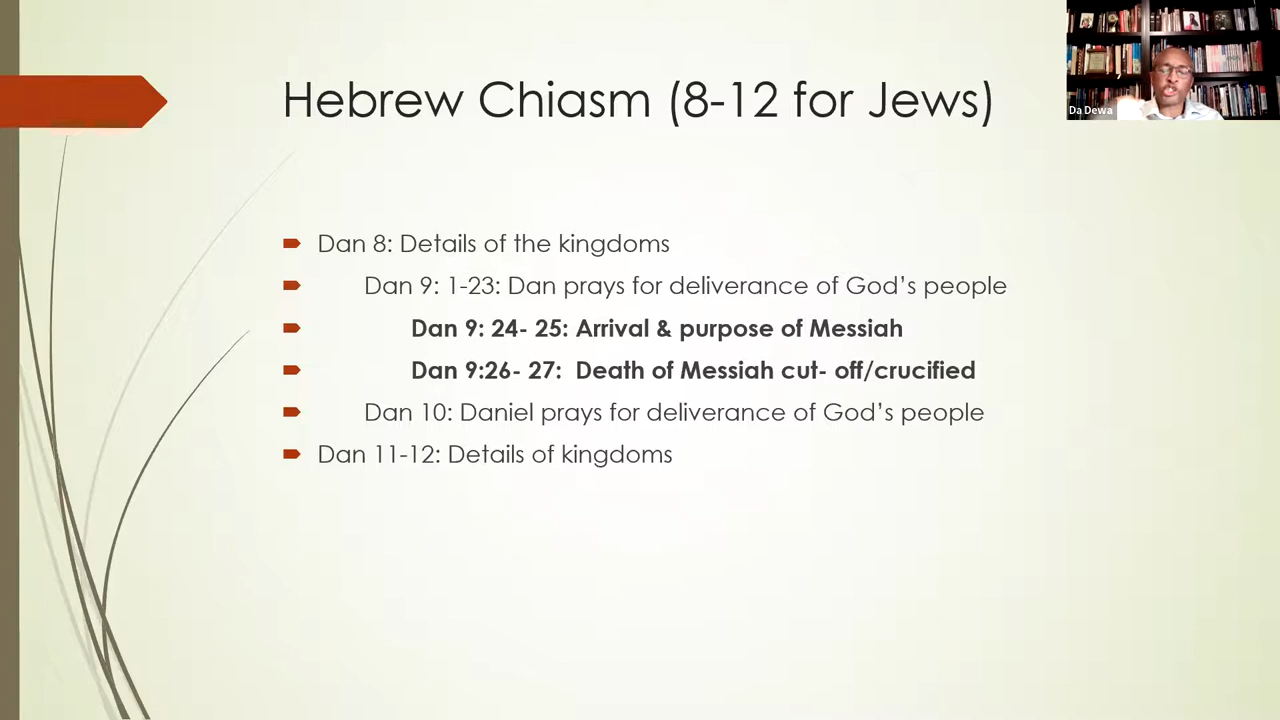 Hebrew Chiasm (8-12 for Jews)
Da Dewa
Dan 8: Details of the kingdoms
Dan 9: 1-23: Dan prays for deliverance of God’s people
Dan 9: 24- 25: Arrival & purpose of Messiah
Dan 9:26- 27: Death of Messiah cut- off/crucified
Dan 10: Daniel prays for deliverance of God’s people
Dan 11-12: Details of kingdoms